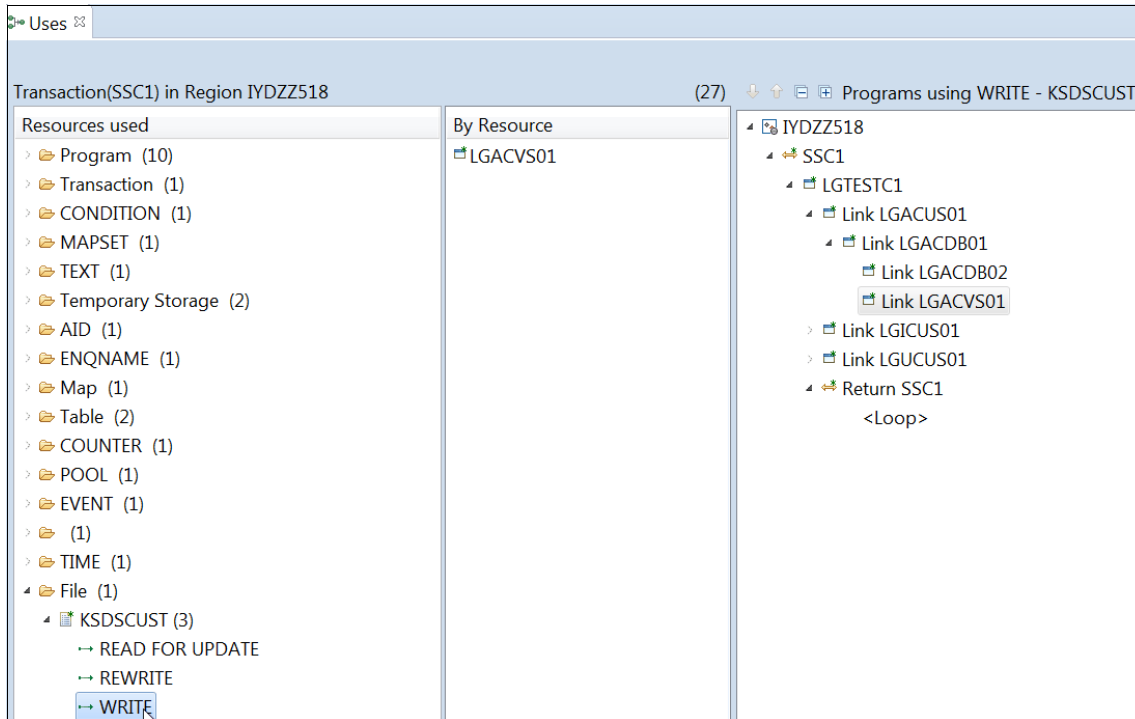 Uses
Transaction(SSC1) in Region IYDZZ518 (27)
Programs using WRITE - KSDSCUST
Resources used
Program (10)
Transaction (1)
CONDITION (1)
MAPSET (1)
TEXT (1)
Temporary Storage (2)
AID (1)
ENQNAME (1)
Map (1)
Table (2)
COUNTER (1)
POOL (1)
EVENT (1)
(1)
TIME (1)
File (1)
KSDSCUST (3)
READ FOR UPDATE
REWRITE
WRITE
By Resource
LGACVS01
IYDZZ518
SSC1
LGTESTC1
Link LGACUS01
Link LGACDB01
Link LGACDB02
Link LGACVS01
Link LGICUS01
Link LGUCUS01
Return SSC1
<Loop>